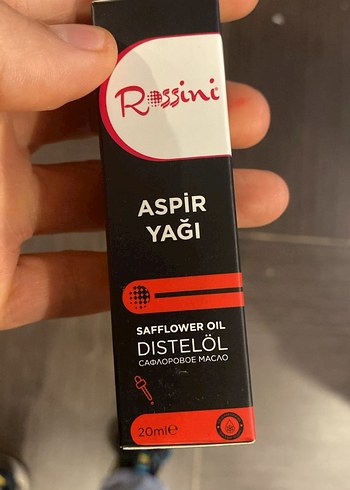 Rossini
ASPİR
YAĞI
SAFFLOWER OIL
DISTELÖL
САФЛОРОВОЕ МАСЛО
20ml℮